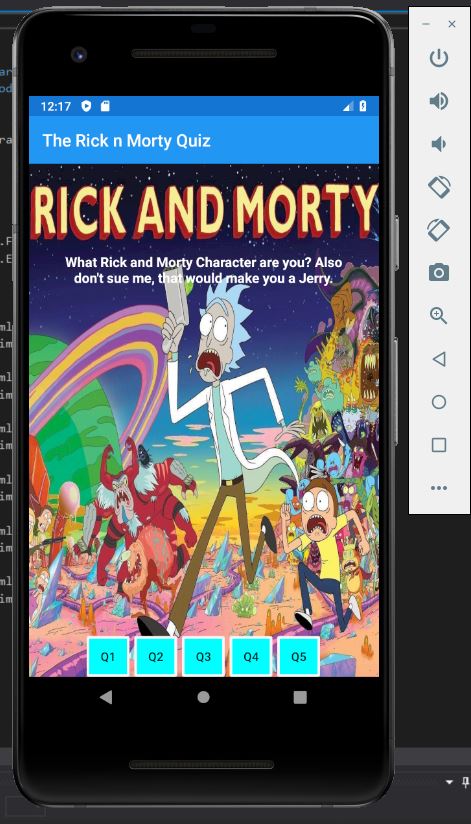 12:17
The Rick n Morty Quiz
RICK AND MORTY
What Rick and Morty Character are you? Also
don't sue me, that would make you a Jerry.
Q1 Q2 Q3 Q4 Q5